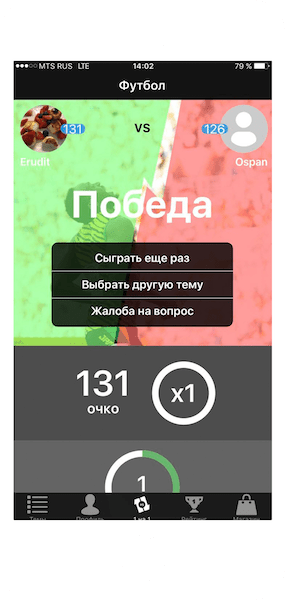 MTS RUS LTE 14:02 79 %
Футбол
131 VS 126
Erudit Ospan
Победа
Сыграть еще раз
Выбрать другую тему
Жалоба на вопрос
131 x1
очко
1
Темы Профиль 1 на 1 Рейтинг Магазин